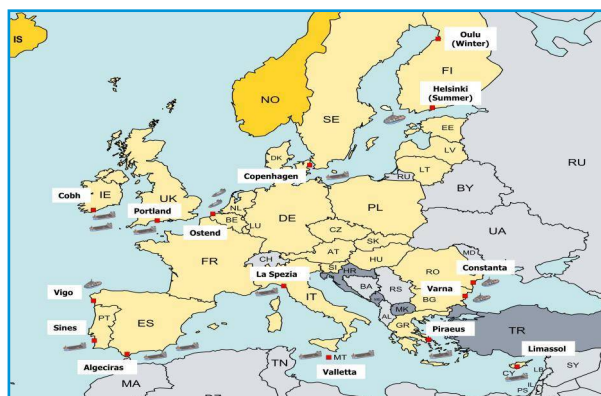 IS
Oulu
(Winter)
FI
NO
SE
Helsinki
(Summer)
EE
LV
DK
Copenhagen
LT
RU
RU
BY
Cobh
IE
UK
Portland
NL
BE
Ostend
LU
DE
PL
UA
CZ
SK
FR
CH
AT
HU
MD
SI
HR
RO
Constanta
La Spezia
BA
RS
Varna
Vigo
IT
BG
PT
ES
MK
AL
Sines
GR
Piraeus
TR
Limassol
Algeciras
MT
Valletta
CY
LB
SY
MA
TN
IL
PS